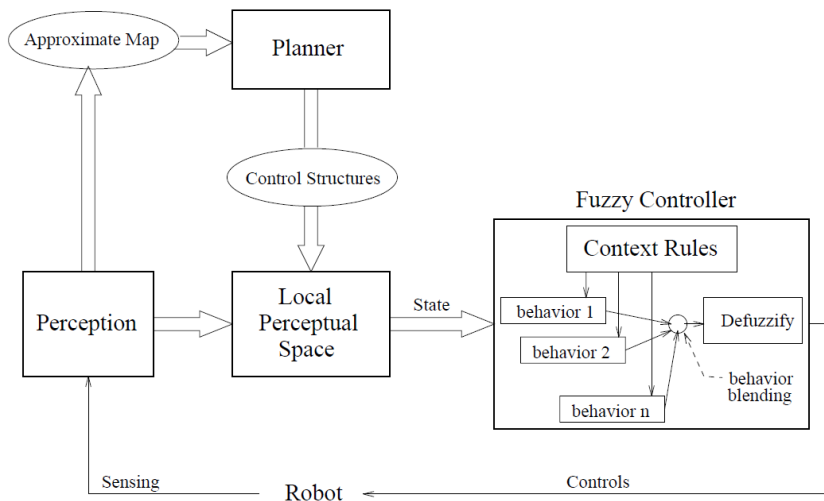 Approximate Map
Planner
Control Structures
Fuzzy Controller
Context Rules
Perception
Local
Perceptual
Space
State
behavior 1
behavior 2
behavior n
Defuzzify
behavior
blending
Sensing
Robot
Controls